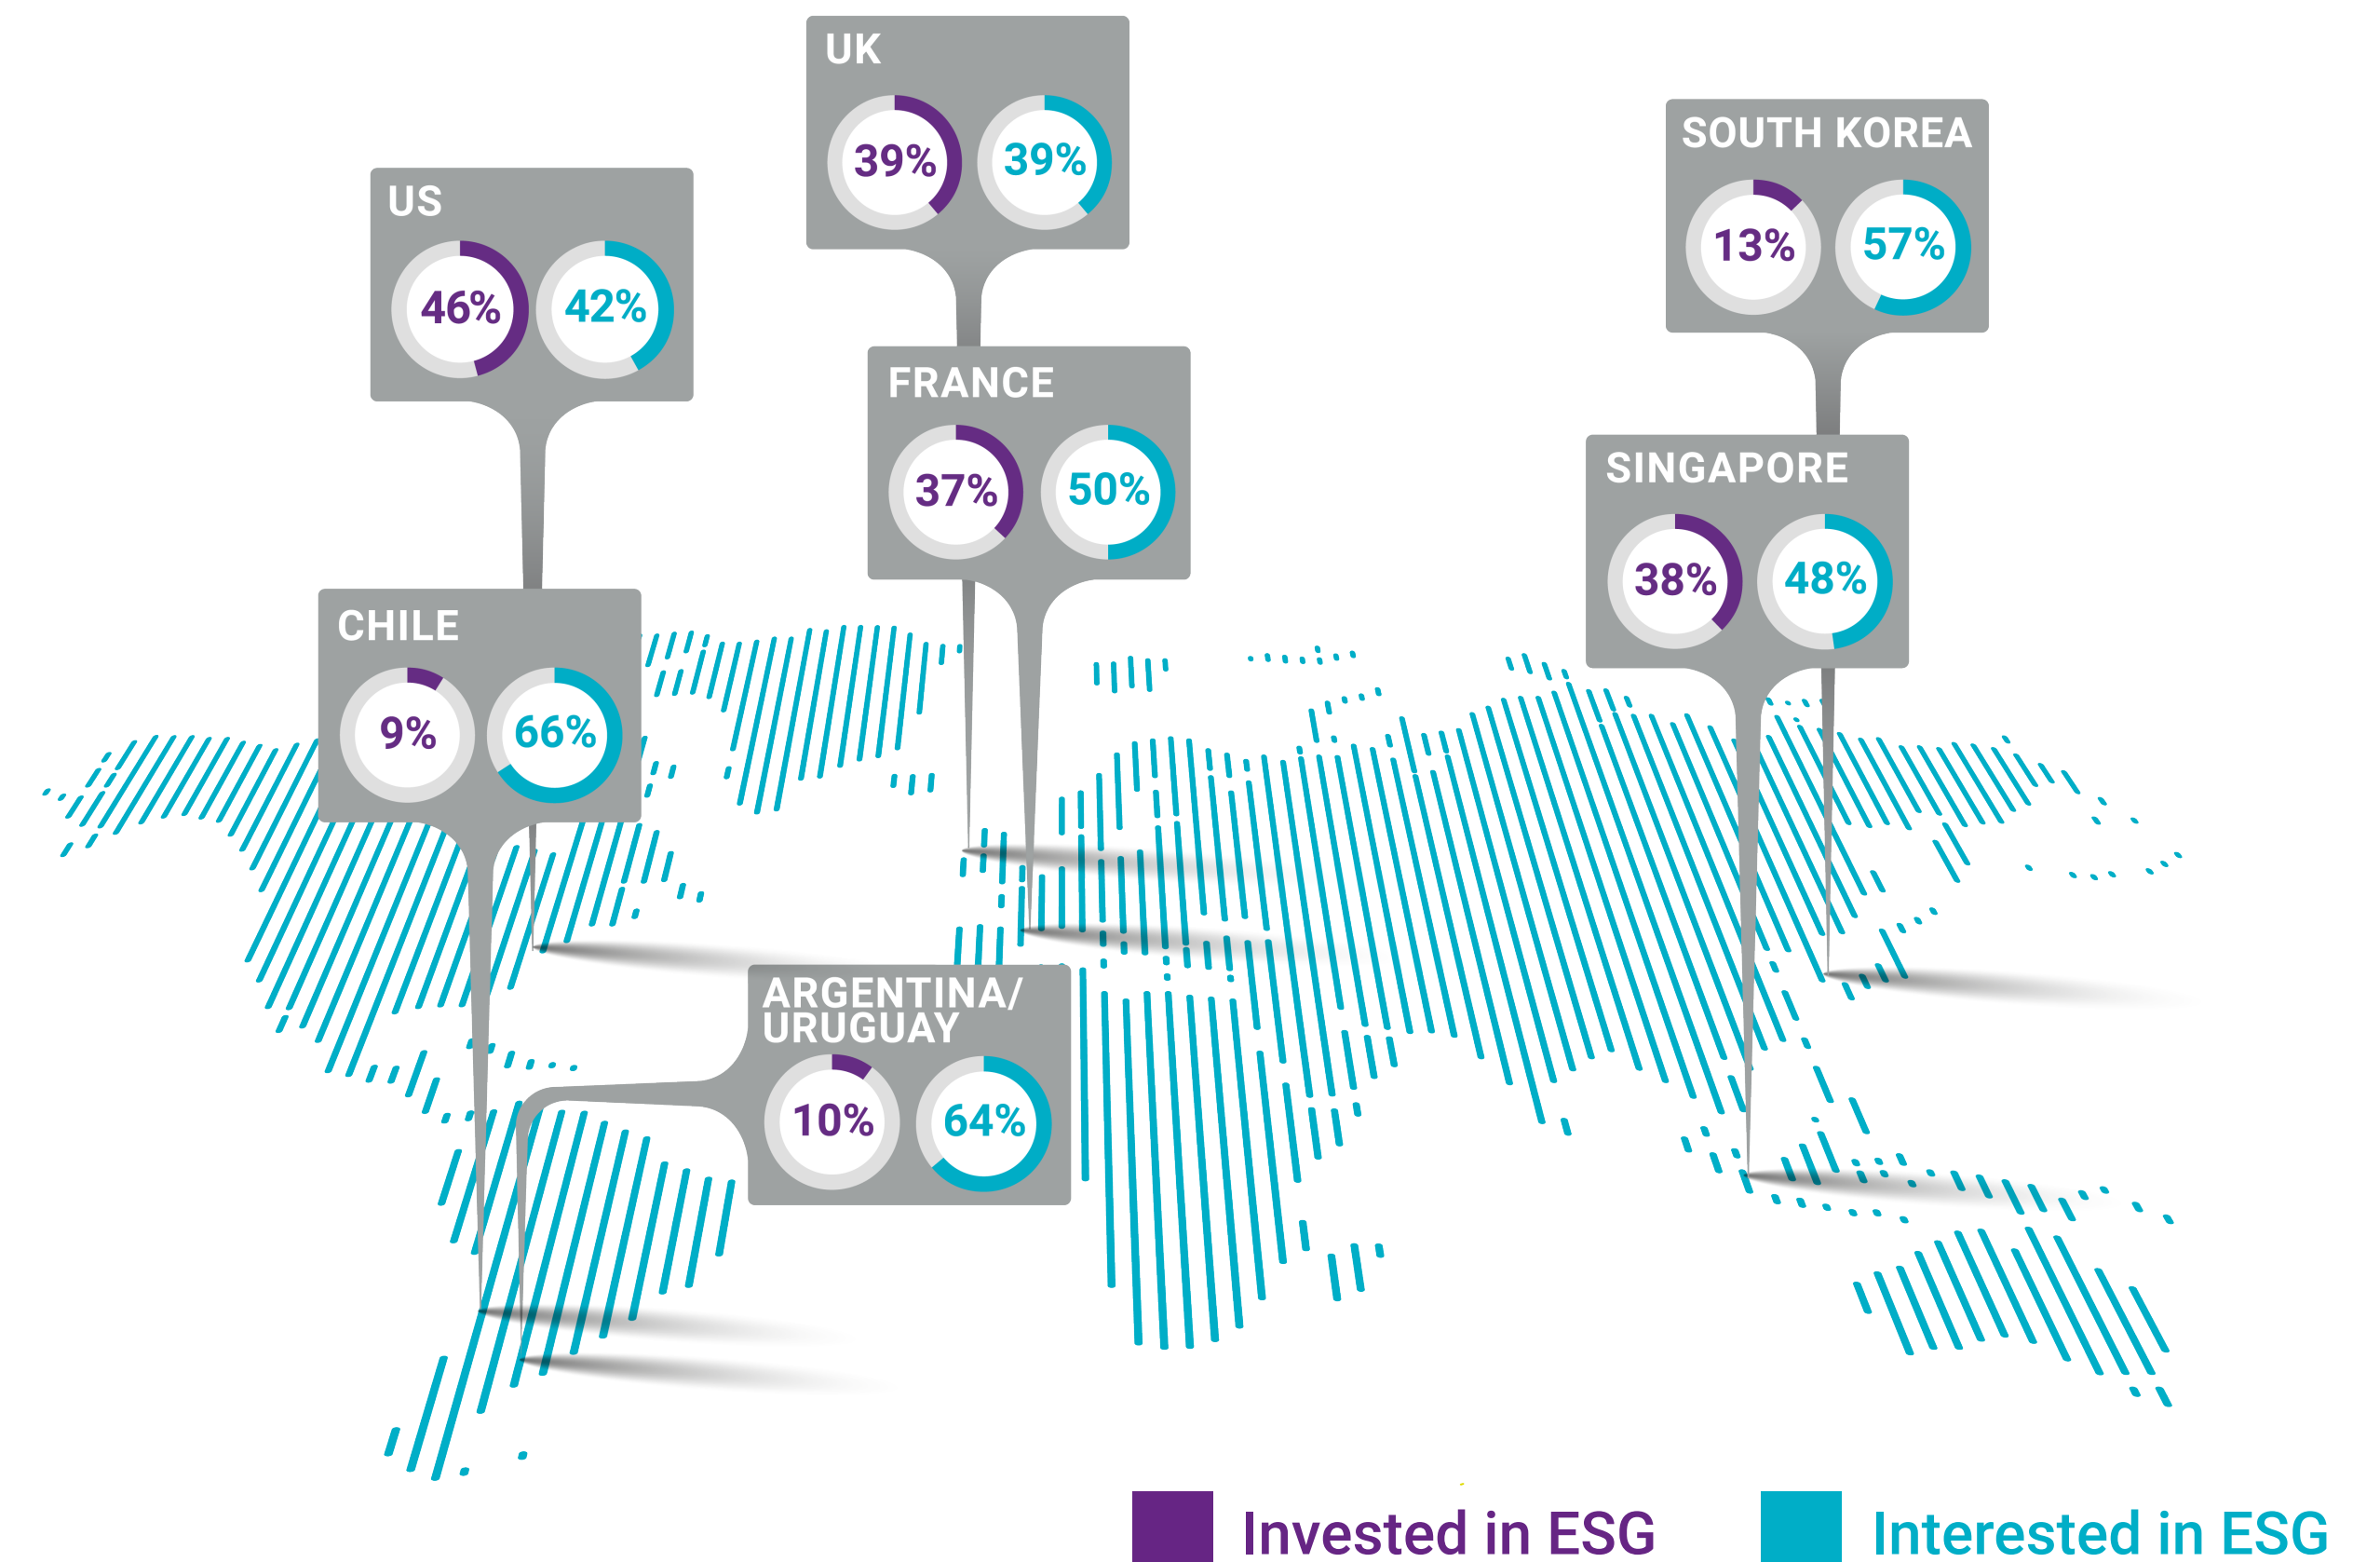 UK
39%
39%
SOUTH KOREA
13%
57%
US
46%
42%
FRANCE
37%
50%
SINGAPORE
38%
48%
CHILE
9%
66%
ARGENTINA/
URUGUAY
10%
64%
Invested in ESG
Interested in ESG